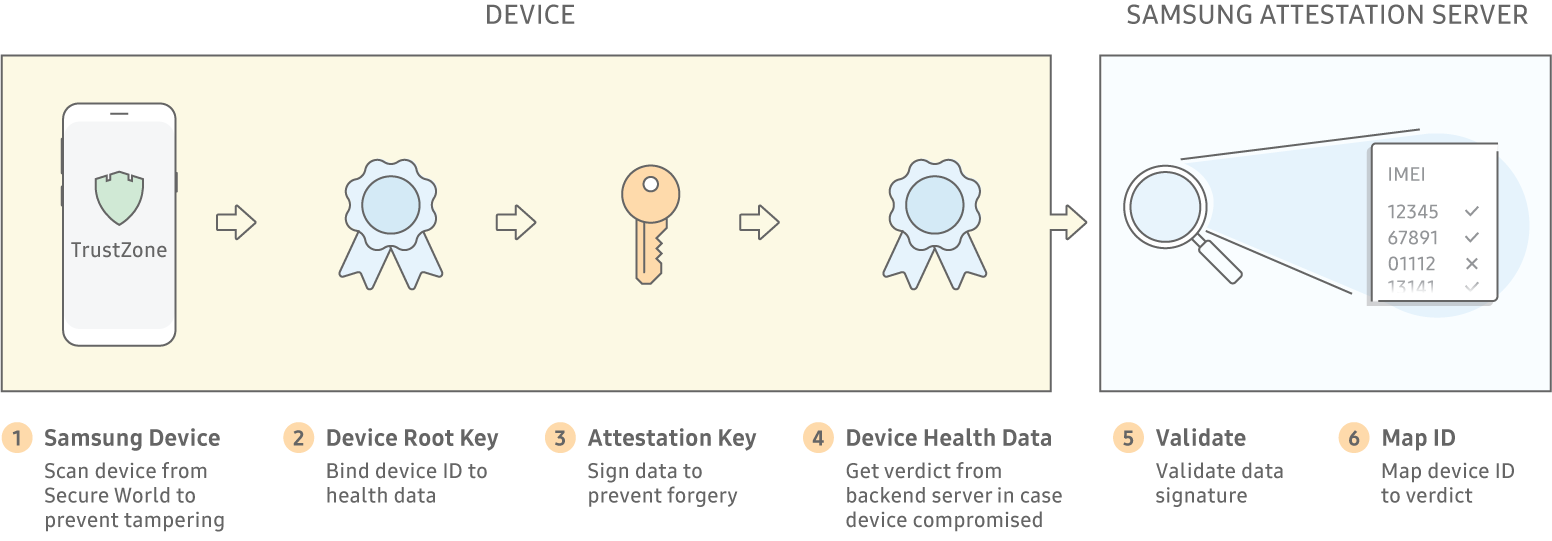 DEVICE
SAMSUNG ATTESTATION SERVER
TrustZone
IMEI
12345
67891
01112
13141
1 Samsung Device
Scan device from
Secure World to
prevent tampering
2 Device Root Key
Bind device ID to
health data
3 Attestation Key
Sign data to
prevent forgery
4 Device Health Data
Get verdict from
backend server in case
device compromised
5 Validate
Validate data
signature
6 Map ID
Map device ID
to verdict